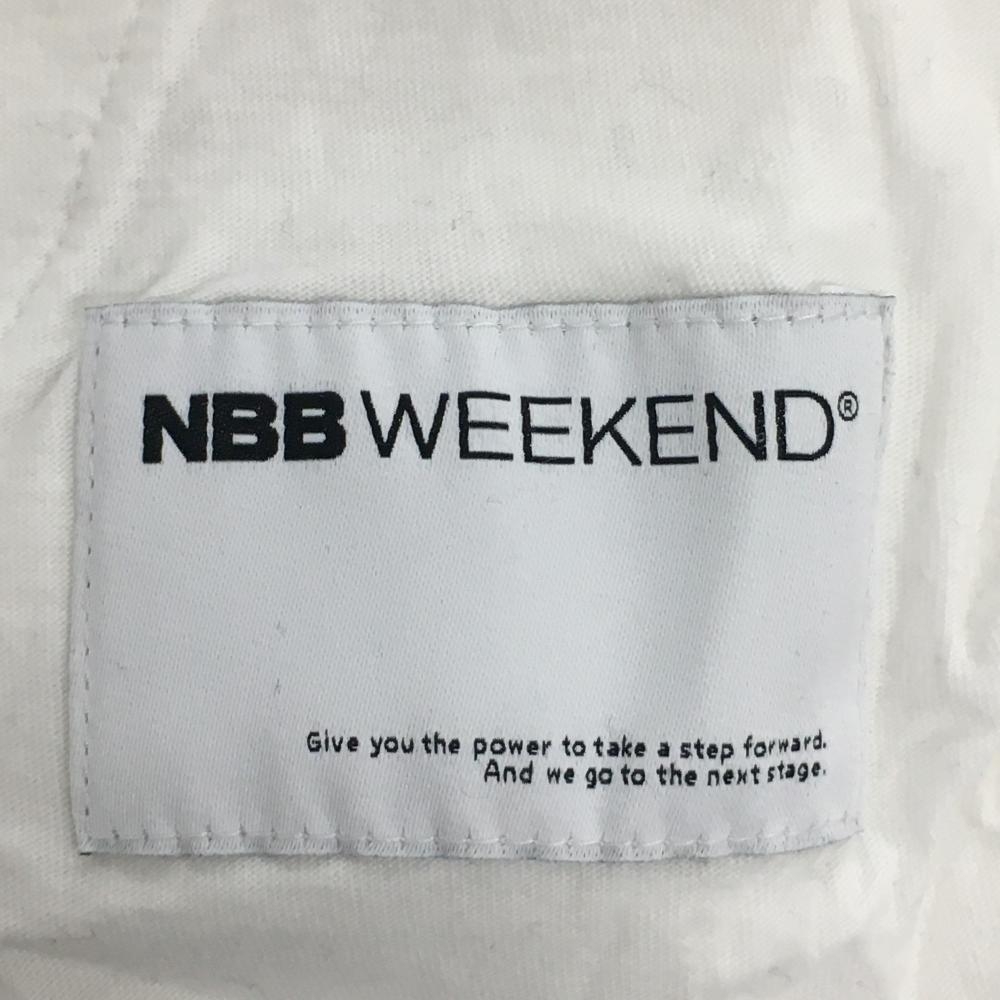 NBB WEEKEND®
Give you the power to take a step forward.
And we go to the next stage.